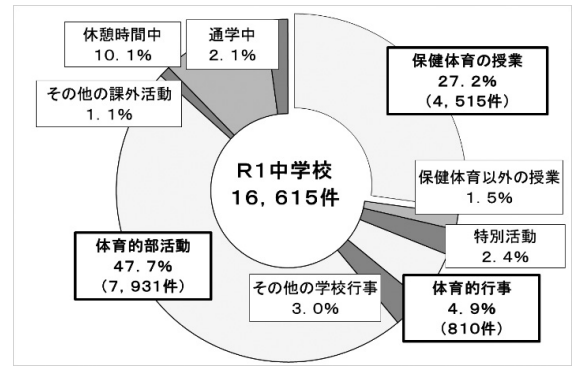 休憩時間中
10.1%
通学中
2.1%
保健体育の授業
27.2%
(4,515件)
その他の課外活動
1.1%
R1中学校
16,615件
保健体育以外の授業
1.5%
特別活動
2.4%
体育的部活動
47.7%
(7,931件)
その他の学校行事
3.0%
体育的行事
4.9%
(810件)